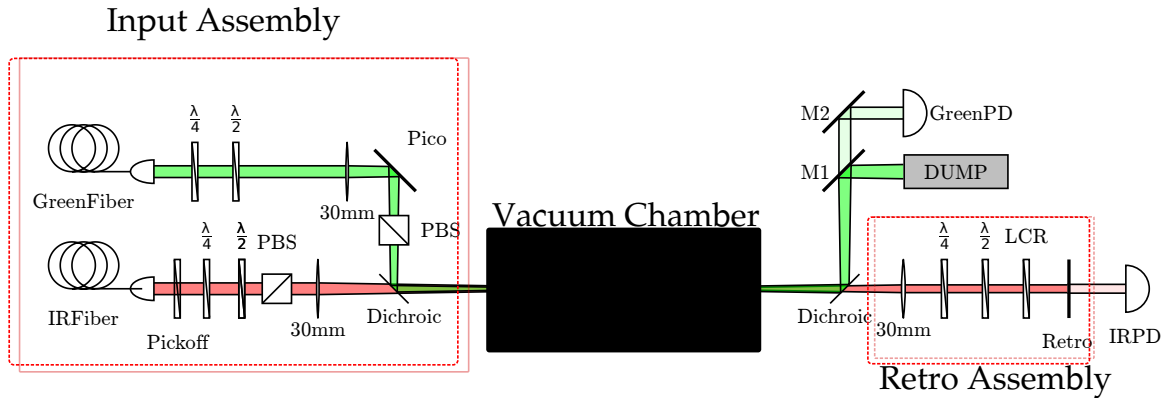 Input Assembly
λ/4
λ/2
Pico
GreenFiber
30mm
PBS
λ/4
λ/2
PBS
IRFiber
Pickoff
30mm
Dichroic
Vacuum Chamber
M2
GreenPD
M1
DUMP
λ/4
λ/2
LCR
Dichroic
30mm
Retro
IRPD
Retro Assembly